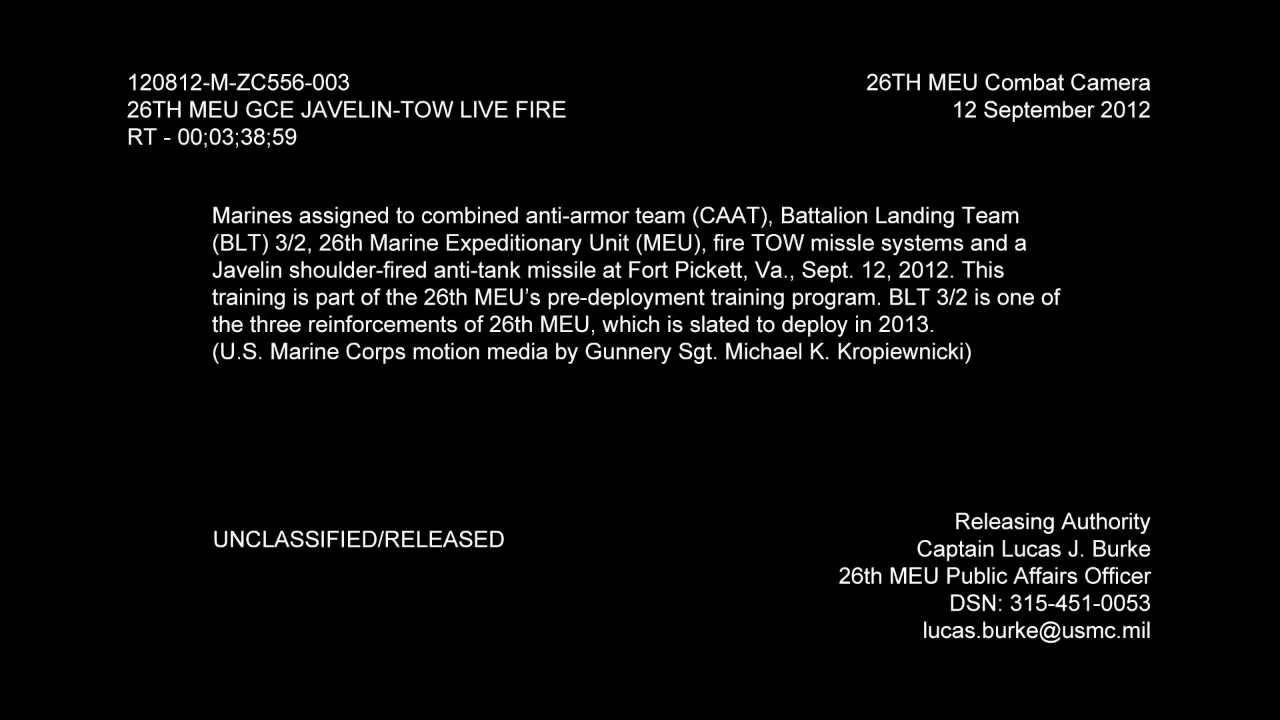 120812-M-ZC556-003
26TH MEU GCE JAVELIN-TOW LIVE FIRE
RT - 00;03;38;59
26TH MEU Combat Camera
12 September 2012
Marines assigned to combined anti-armor team (CAAT), Battalion Landing Team
(BLT) 3/2, 26th Marine Expeditionary Unit (MEU), fire TOW missle systems and a
Javelin shoulder-fired anti-tank missile at Fort Pickett, Va., Sept. 12, 2012. This
training is part of the 26th MEU's pre-deployment training program. BLT 3/2 is one of
the three reinforcements of 26th MEU, which is slated to deploy in 2013.
(U.S. Marine Corps motion media by Gunnery Sgt. Michael K. Kropiewnicki)
UNCLASSIFIED/RELEASED
Releasing Authority
Captain Lucas J. Burke
26th MEU Public Affairs Officer
DSN: 315-451-0053
lucas.burke@usmc.mil